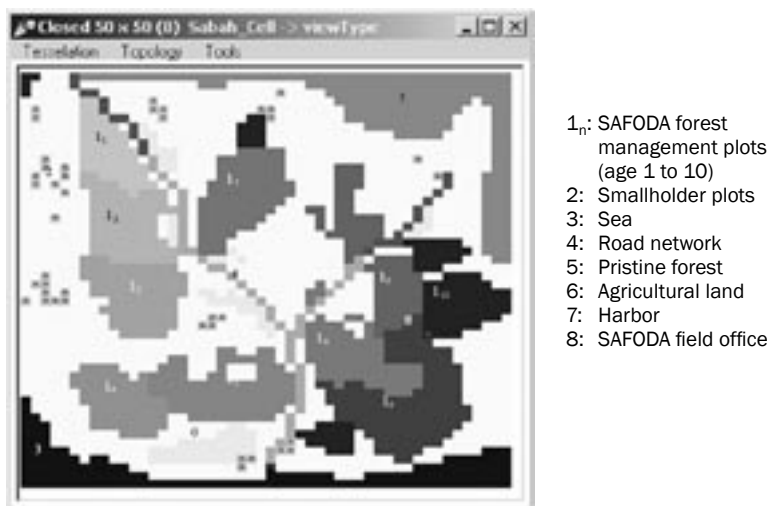 Closed 50 x 50 (8) Sabah_Cell -> viewType
Tesselation Topology Tools
1n: SAFODA forest
management plots
(age 1 to 10)
2: Smallholder plots
3: Sea
4: Road network
5: Pristine forest
6: Agricultural land
7: Harbor
8: SAFODA field office